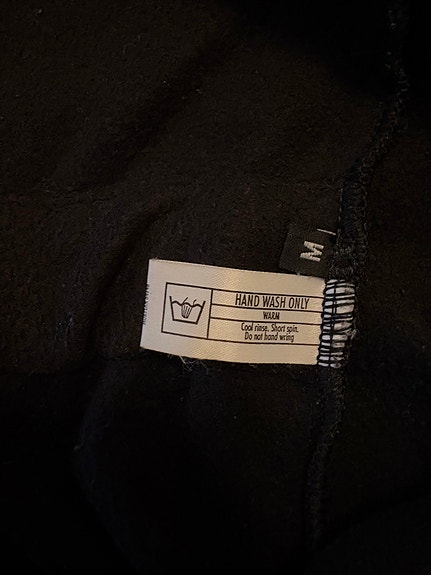 M
HAND WASH ONLY
WARM
Cool rinse. Short spin.
Do not hand wring